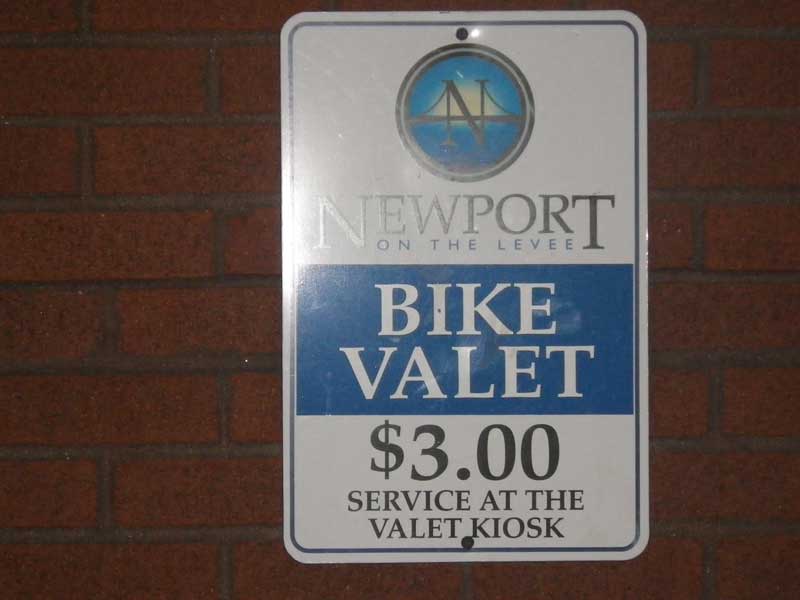 N
NEWPORT
ON THE LEVEE
BIKE
VALET
$3.00
SERVICE AT THE
VALET KIOSK